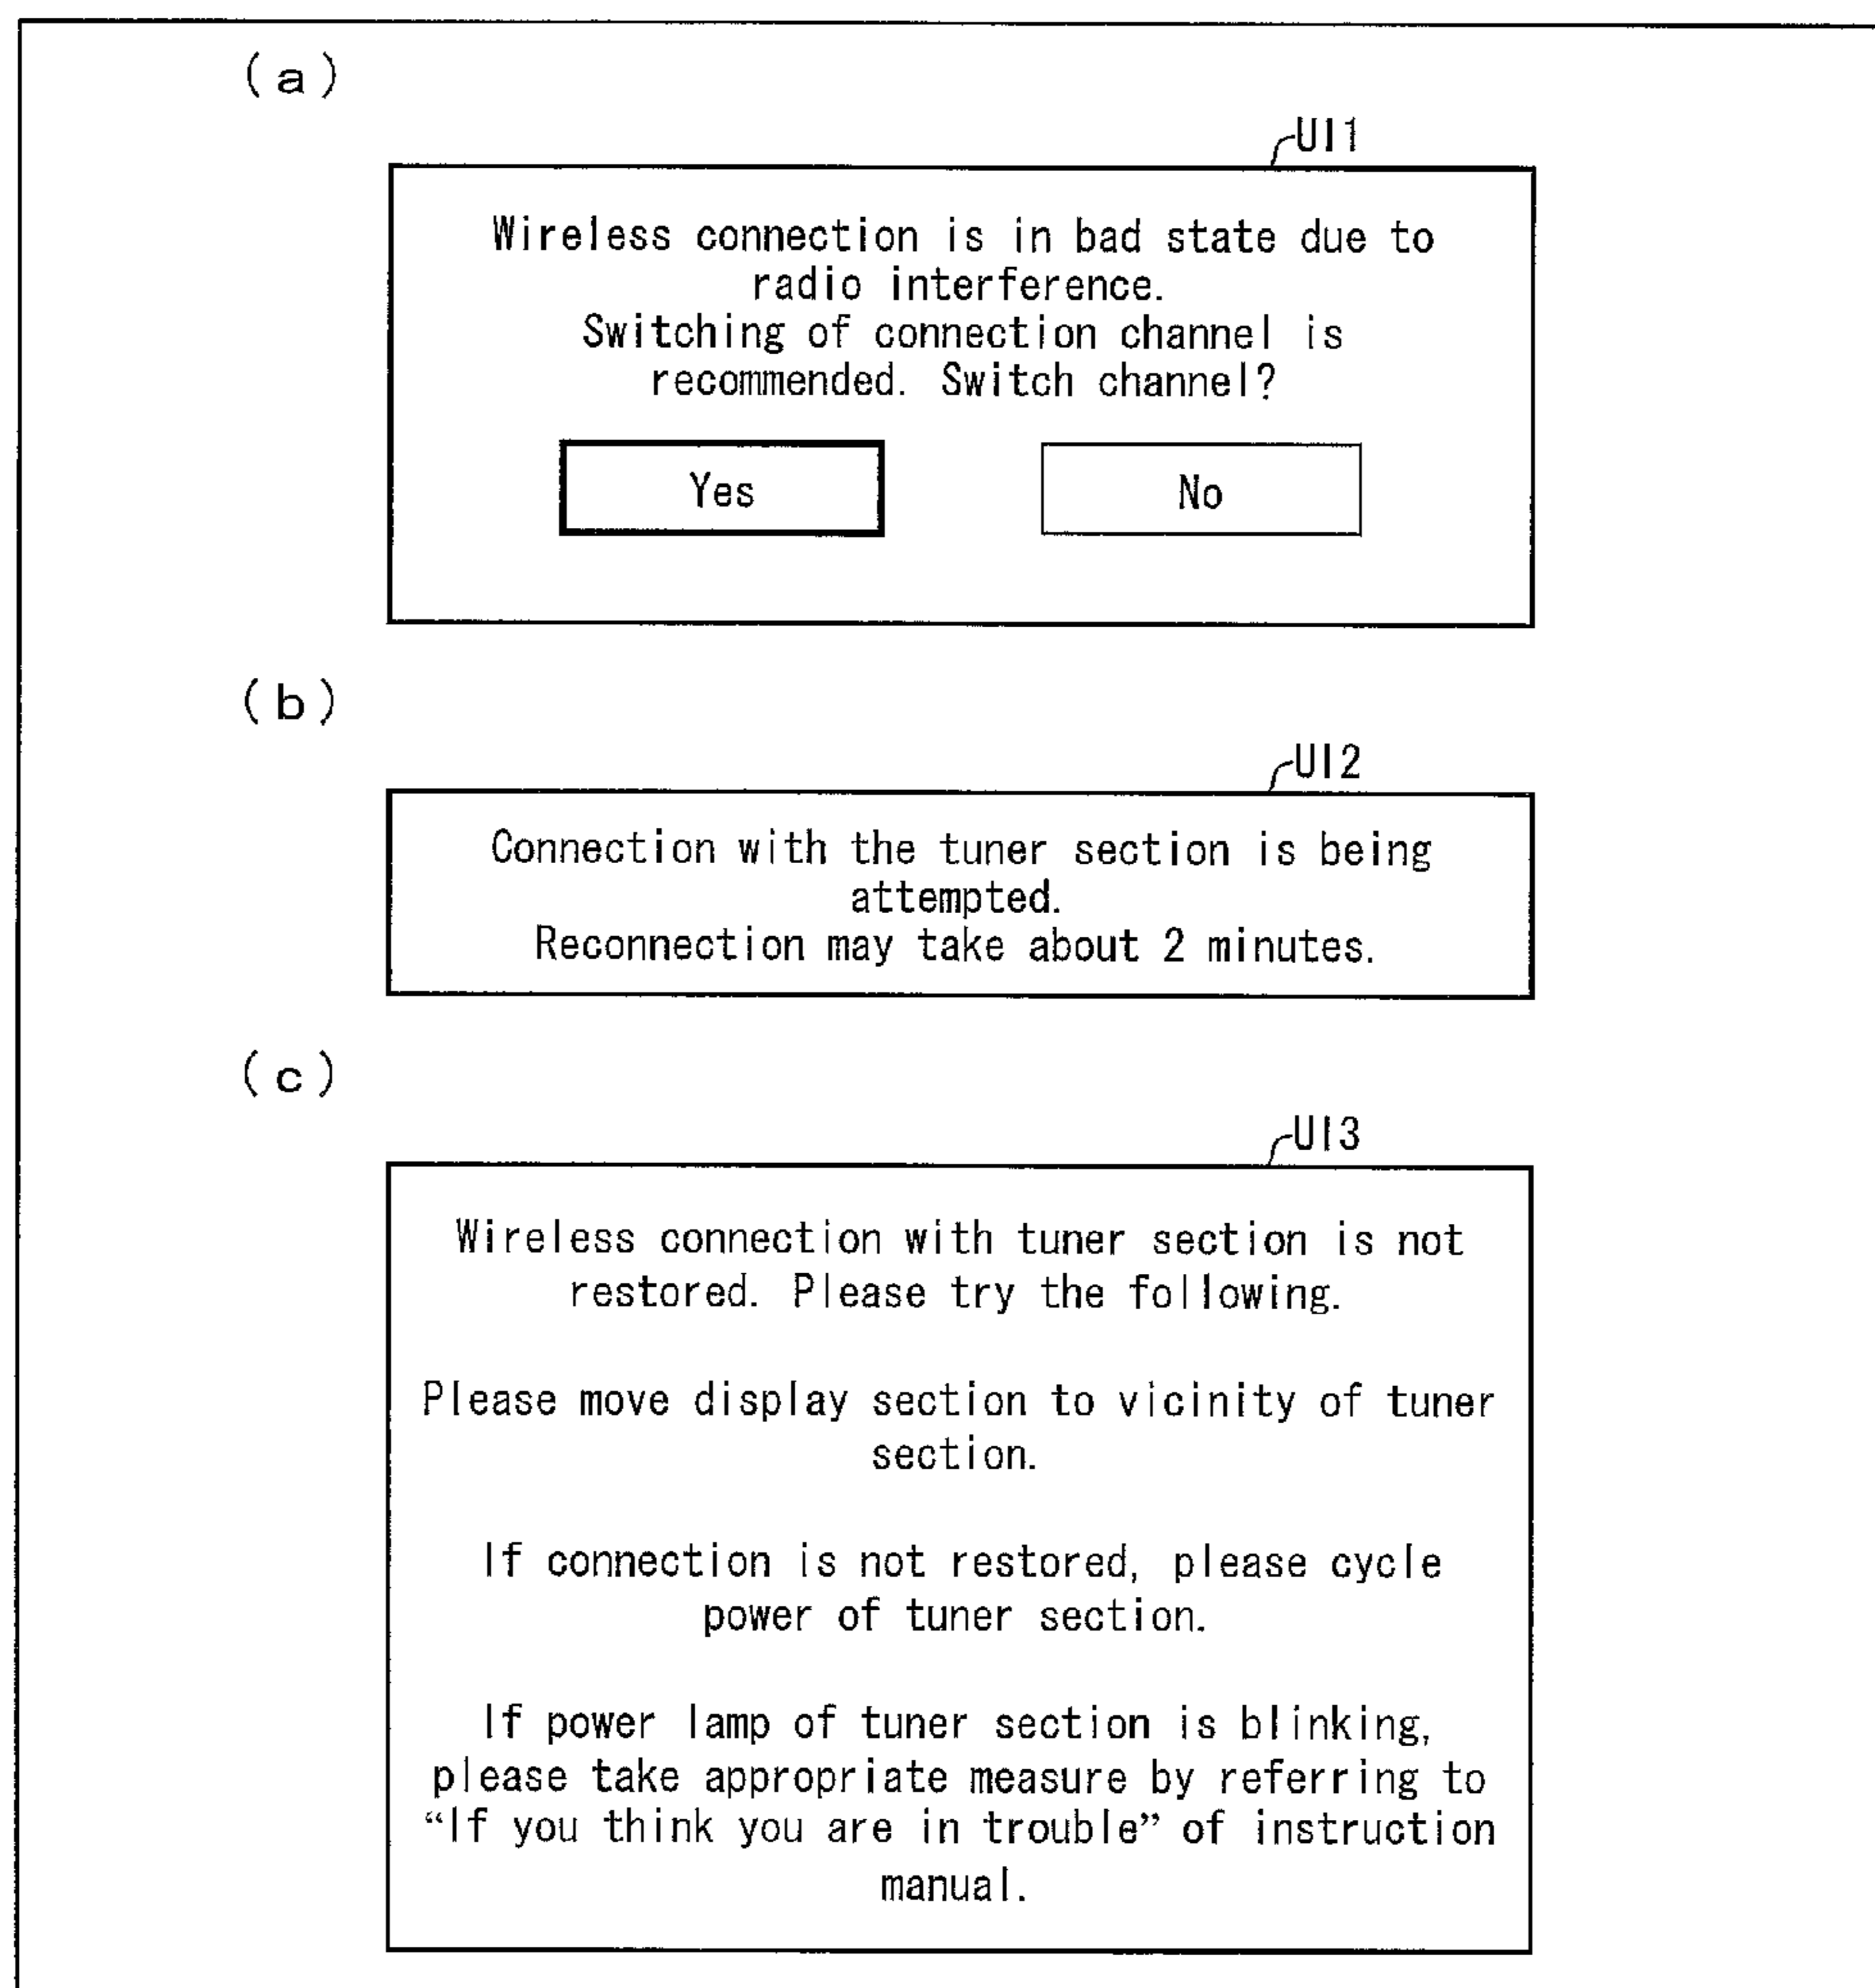 (a)
UI1
Wireless connection is in bad state due to
radio interference.
Switching of connection channel is
recommended. Switch channel?
Yes No
(b)
UI2
Connection with the tuner section is being
attempted.
Reconnection may take about 2 minutes.
(c)
UI3
Wireless connection with tuner section is not
restored. Please try the following.
Please move display section to vicinity of tuner
section.
If connection is not restored, please cycle
power of tuner section.
If power lamp of tuner section is blinking,
please take appropriate measure by referring to
“If you think you are in trouble” of instruction
manual.